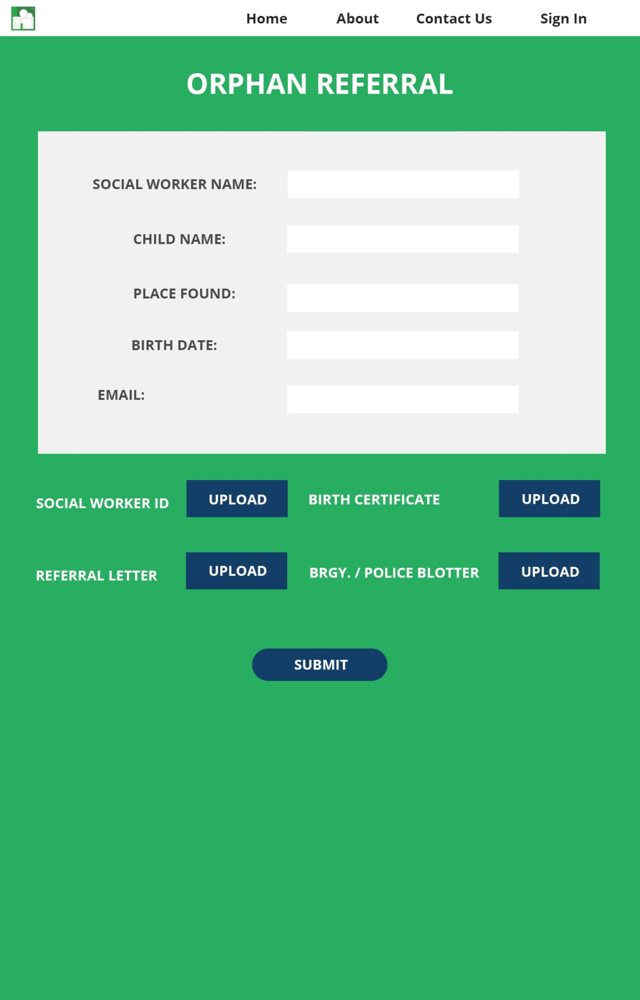 Home About Contact Us Sign In
ORPHAN REFERRAL
SOCIAL WORKER NAME:
CHILD NAME:
PLACE FOUND:
BIRTH DATE:
EMAIL:
SOCIAL WORKER ID UPLOAD BIRTH CERTIFICATE UPLOAD
REFERRAL LETTER UPLOAD BRGY. / POLICE BLOTTER UPLOAD
SUBMIT